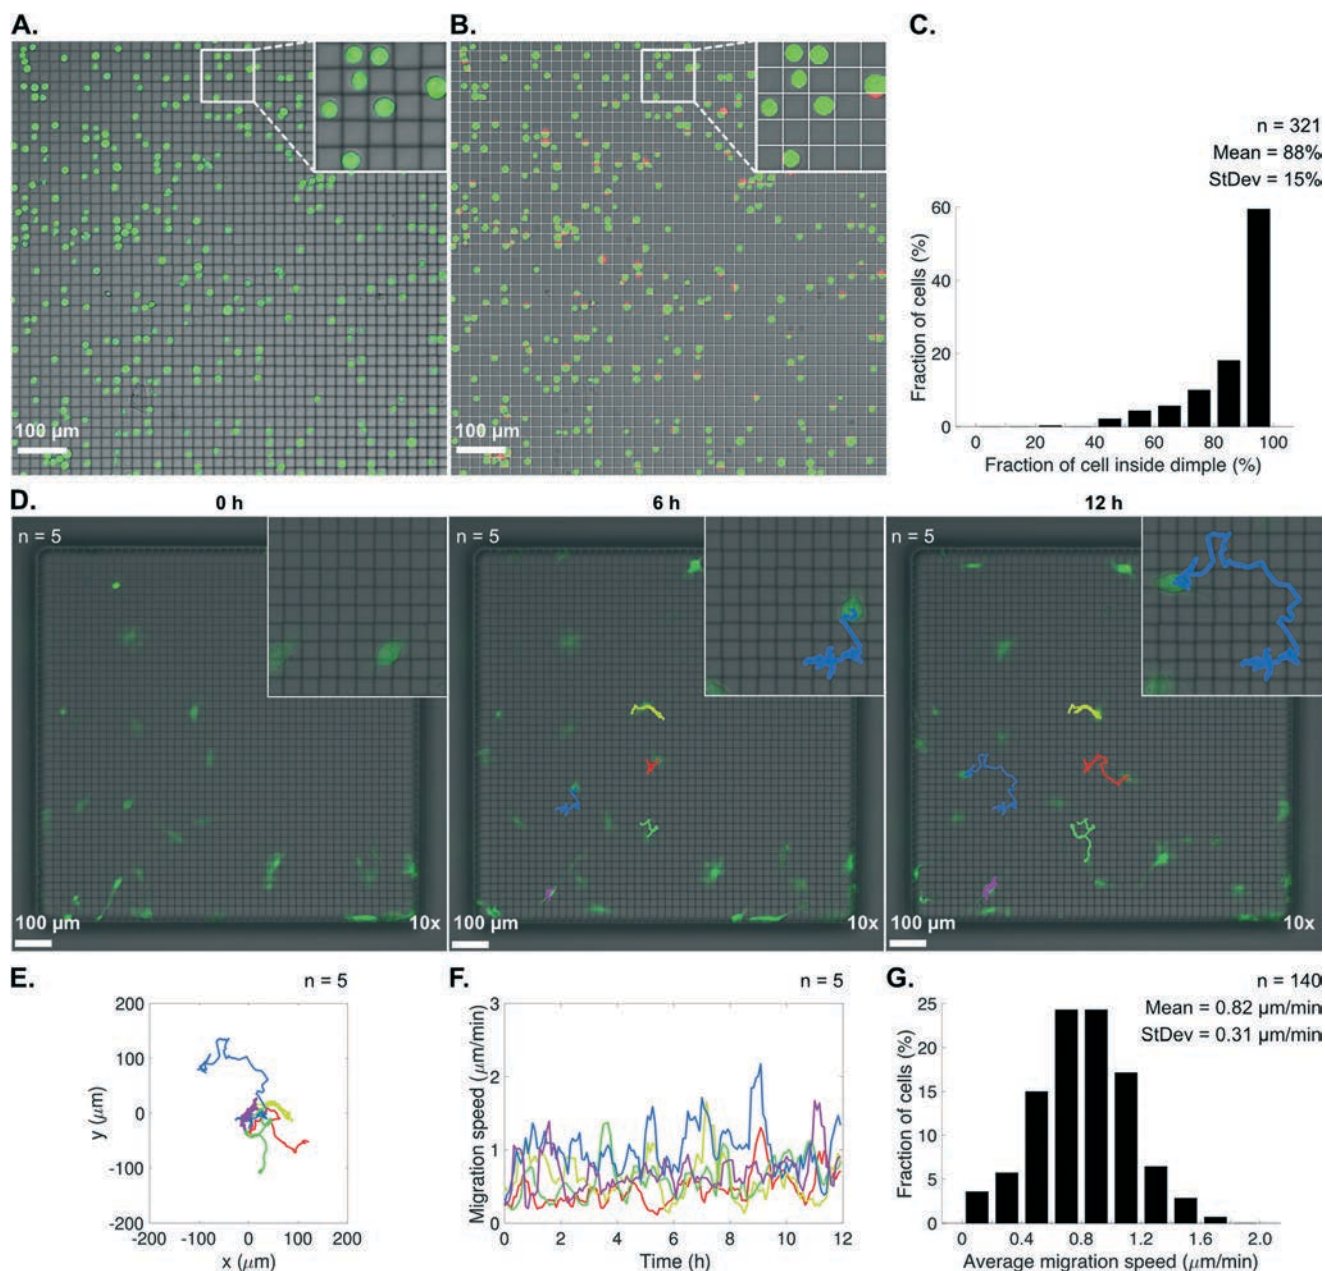 A.
B.
C.
n = 321
Mean = 88%
StDev = 15%
100 µm
100 µm
Fraction of cells (%)
60
40
20
0
0 20 40 60 80 100
Fraction of cell inside dimple (%)
D.
0 h
6 h
12 h
n = 5
n = 5
n = 5
100 µm
10x
100 µm
10x
100 µm
10x
E.
n = 5
y (µm)
200
100
0
-100
-200
-200 -100 0 100 200
x (µm)
F.
n = 5
Migration speed (µm/min)
3
2
1
0
0 2 4 6 8 10 12
Time (h)
G.
n = 140
Mean = 0.82 µm/min
StDev = 0.31 µm/min
Fraction of cells (%)
25
20
15
10
5
0
0 0.4 0.8 1.2 1.6 2.0
Average migration speed (µm/min)